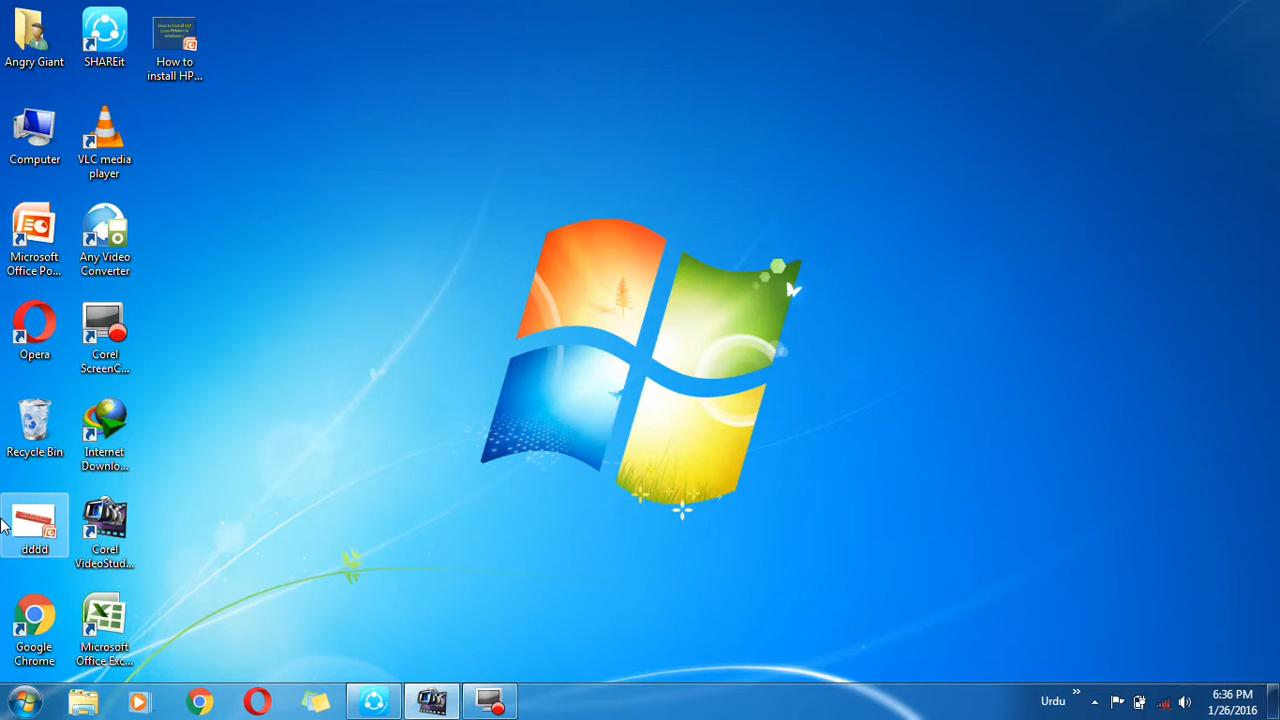 Angry Giant
SHAREit
How to
install HP...
Computer
VLC media
player
Microsoft
Office Po...
Any Video
Converter
Opera
Corel
ScreenC...
Recycle Bin
Internet
Downlo...
dddd
Corel
VideoStud...
Google
Chrome
Microsoft
Office Exc...
Urdu
6:36 PM
1/26/2016